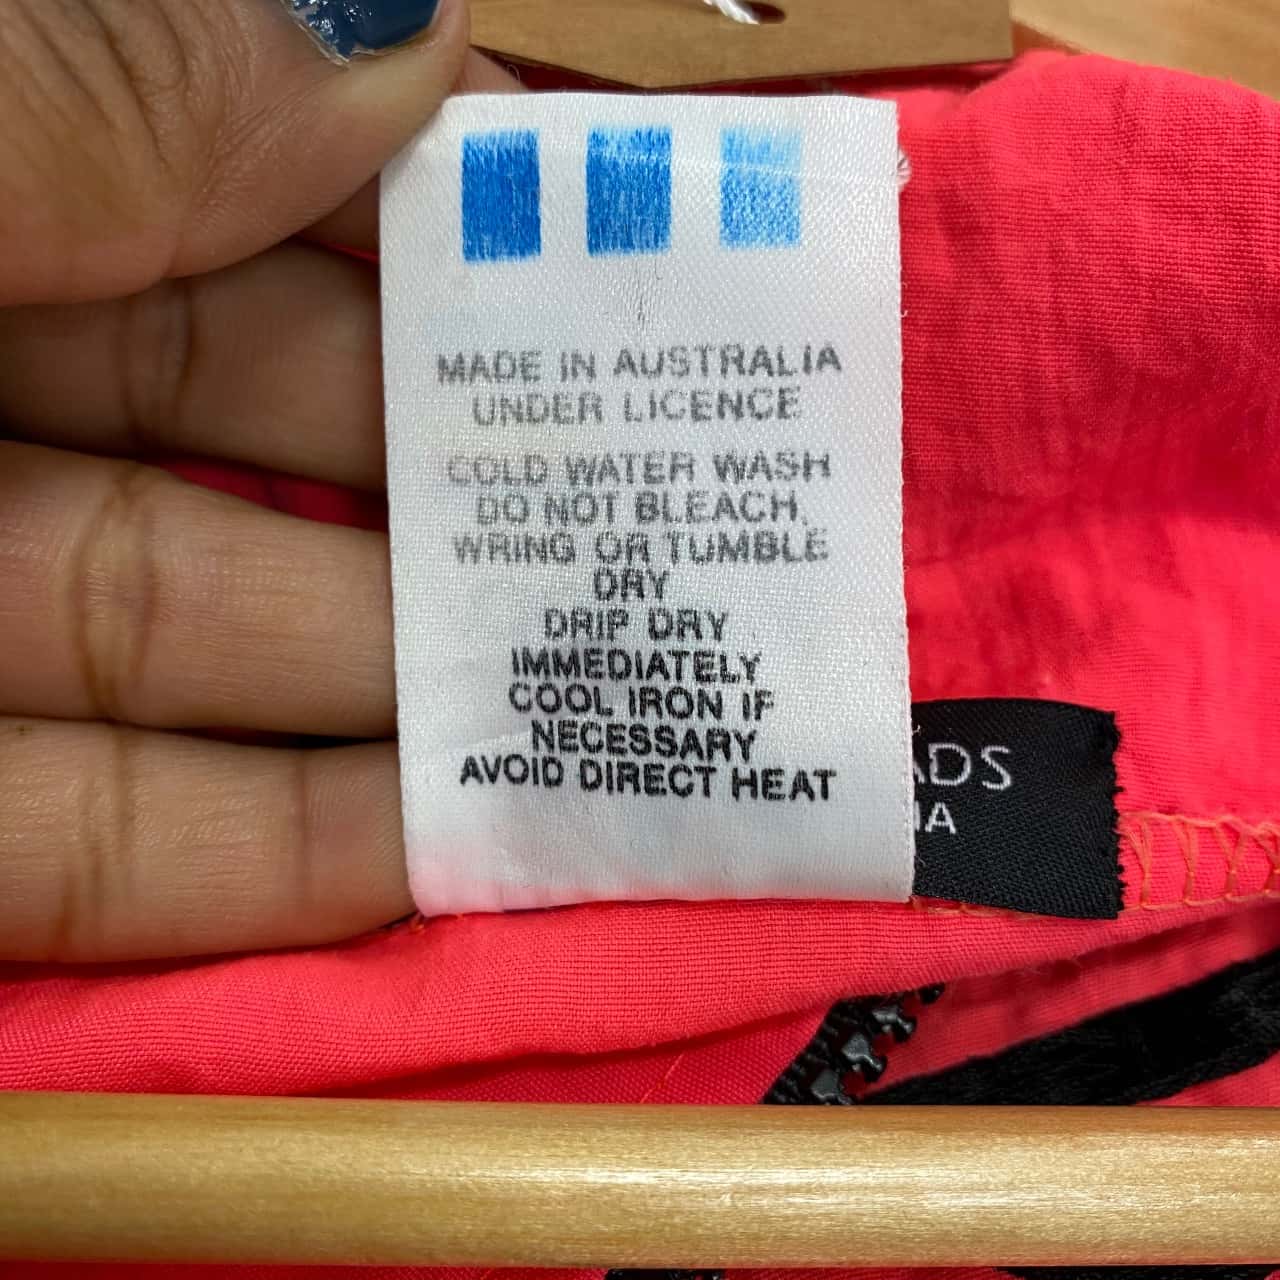 MADE IN AUSTRALIA
UNDER LICENCE
COLD WATER WASH
DO NOT BLEACH,
WRING OR TUMBLE
DRY
DRIP DRY
IMMEDIATELY
COOL IRON IF
NECESSARY
AVOID DIRECT HEAT